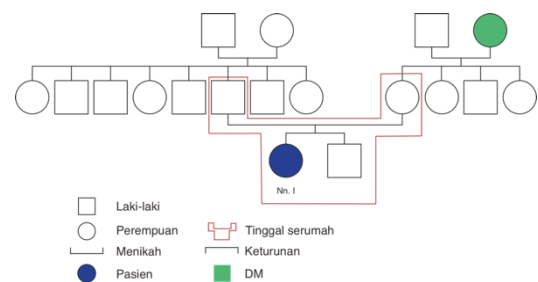 Nn. I
Laki-laki
Perempuan
Tinggal serumah
Menikah
Keturunan
Pasien
DM